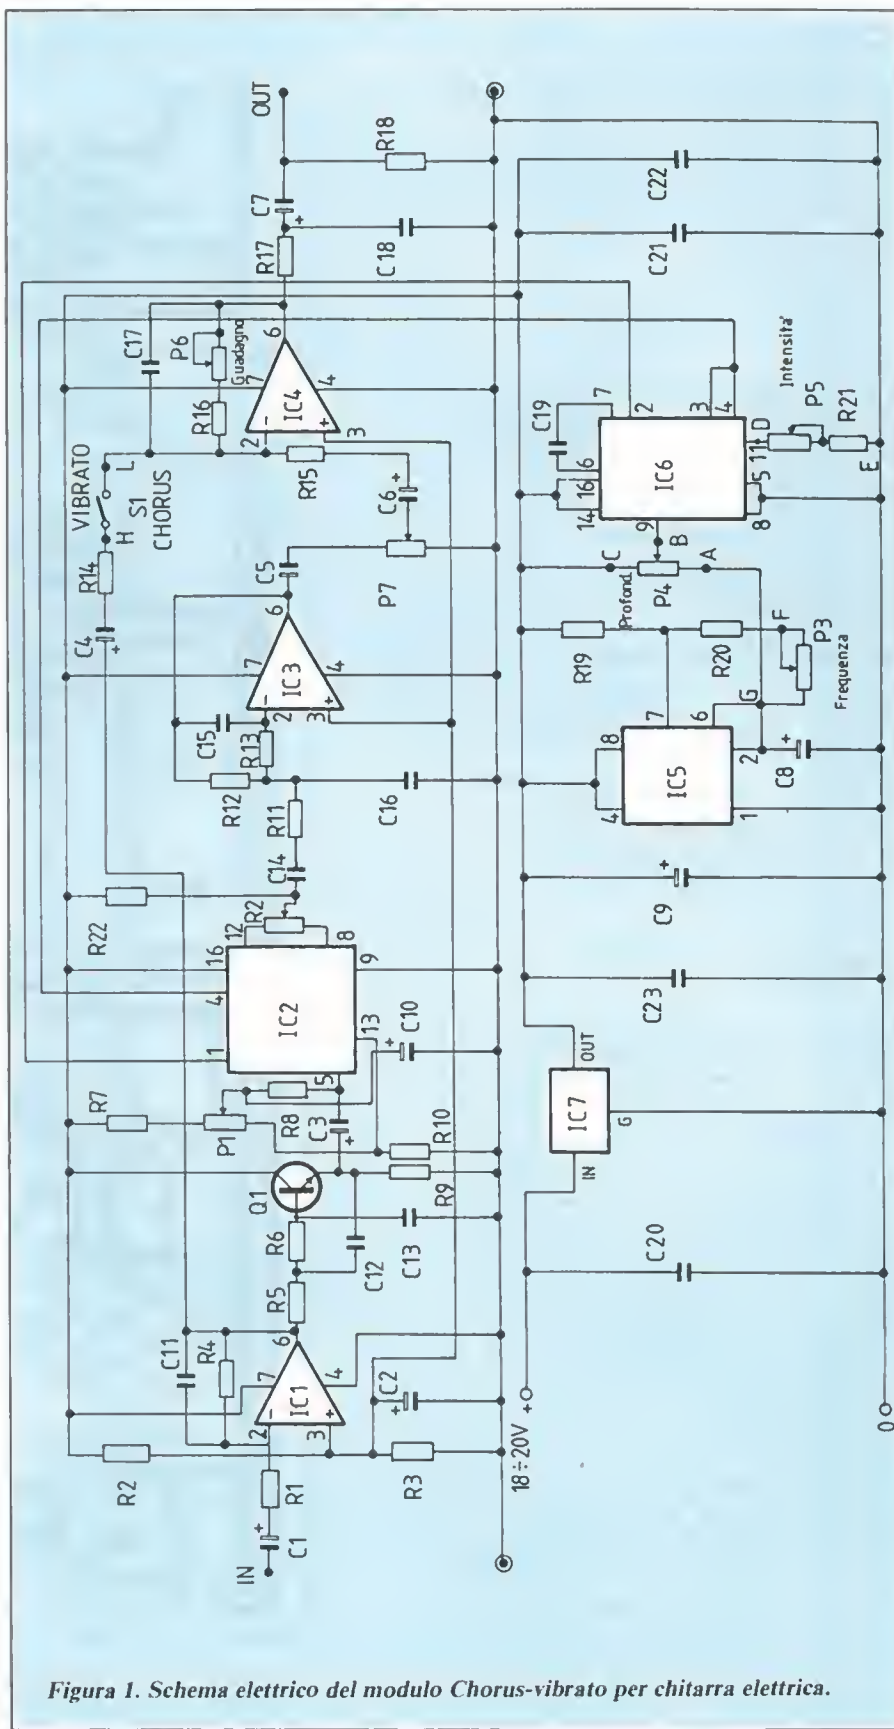 VIBRATO
S1
CHORUS
H
L
R14
C4
+
C17
P6
Guadagno
R16
R17
C7
+
OUT
R18
C18
IC4
7
6
2
−
+
3
4
R15
C6
+
P7
C5
IC3
7
6
2
−
3
+
4
C15
R13
R12
R11
C14
C16
R22
R2
12
8
IC2
16
4
1
9
13
5
C10
+
R7
P1
R8
C3
+
R10
R9
Q1
R6
R5
C12
C13
C11
R4
IC1
7
6
2
−
3
+
4
C2
+
R2
R3
R1
C1
+
IN
18÷20V
+
0
C20
IN
IC7
OUT
G
C23
C9
+
IC5
4
8
7
6
2
1
C8
+
R19
R20
G
F
P3
Frequenza
Profond.
C
P4
B
A
IC6
14
16
6
7
9
2
3
4
11
5
8
C19
D
Intensita'
P5
R21
E
C21
C22
Figura 1. Schema elettrico del modulo Chorus-vibrato per chitarra elettrica.